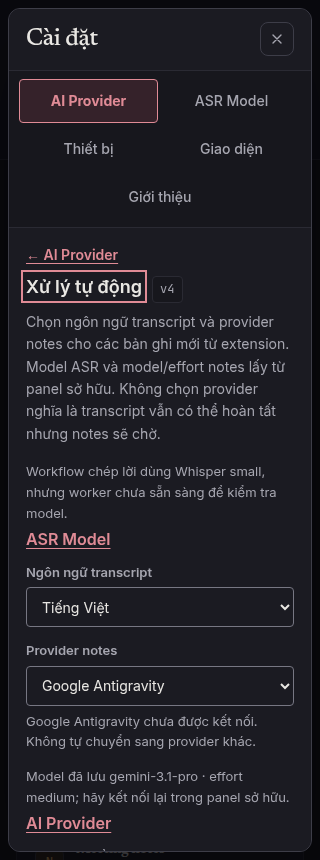 Cài đặt
AI Provider
ASR Model
Thiết bị
Giao diện
Giới thiệu
← AI Provider
Xử lý tự động v4
Chọn ngôn ngữ transcript và provider
notes cho các bản ghi mới từ extension.
Model ASR và model/effort notes lấy từ
panel sở hữu. Không chọn provider
nghĩa là transcript vẫn có thể hoàn tất
nhưng notes sẽ chờ.
Workflow chép lời dùng Whisper small,
nhưng worker chưa sẵn sàng để kiểm tra
model.
ASR Model
Ngôn ngữ transcript
Tiếng Việt
Provider notes
Google Antigravity
Google Antigravity chưa được kết nối.
Không tự chuyển sang provider khác.
Model đã lưu gemini-3.1-pro · effort
medium; hãy kết nối lại trong panel sở hữu.
AI Provider